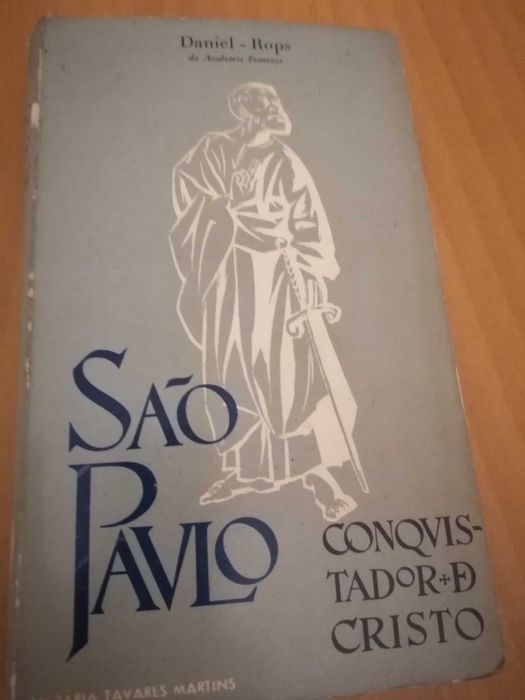 Daniel - Rops
da Academia Francesa
SÃO
PAVLO
CONQVIS-
TADOR + DE
CRISTO
TAVARES MARTINS